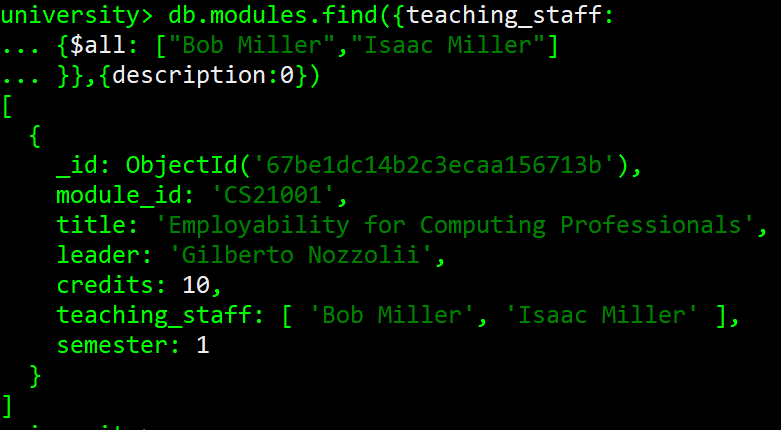 university> db.modules.find({teaching_staff:
... {$all: ["Bob Miller","Isaac Miller"]
... }},{description:0})
[
  {
    _id: ObjectId('67be1dc14b2c3ecaa156713b'),
    module_id: 'CS21001',
    title: 'Employability for Computing Professionals',
    leader: 'Gilberto Nozzolii',
    credits: 10,
    teaching_staff: [ 'Bob Miller', 'Isaac Miller' ],
    semester: 1
  }
]